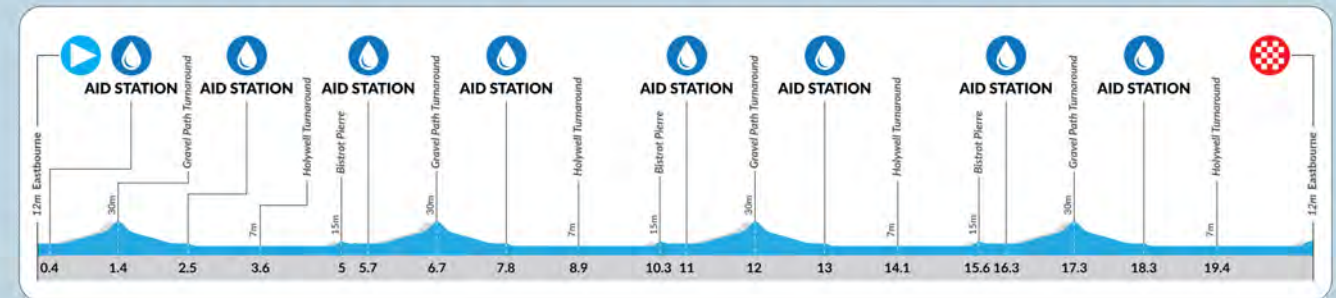 AID STATION
AID STATION
AID STATION
AID STATION
AID STATION
AID STATION
AID STATION
AID STATION
12m Eastbourne
30m
Gravel Path Turnaround
7m
Holywell Turnaround
15m
Bistrot Pierre
30m
Gravel Path Turnaround
7m
Holywell Turnaround
15m
Bistrot Pierre
30m
Gravel Path Turnaround
7m
Holywell Turnaround
15m
Bistrot Pierre
30m
Gravel Path Turnaround
7m
Holywell Turnaround
12m Eastbourne
0.4 1.4 2.5 3.6 5 5.7 6.7 7.8 8.9 10.3 11 12 13 14.1 15.6 16.3 17.3 18.3 19.4